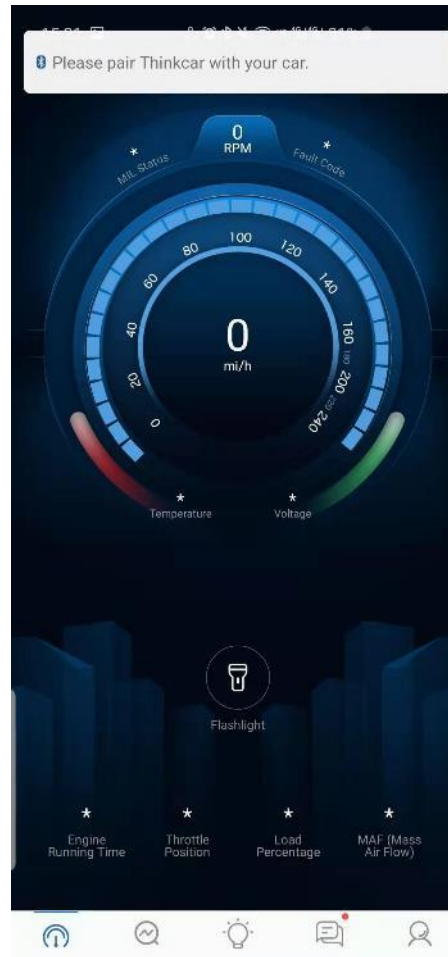 Please pair Thinkcar with your car.
0
RPM
*
MIL Status
*
Fault Code
0
20
40
60
80
100
120
140
160
180
200
220
240
0
mi/h
*
Temperature
*
Voltage
Flashlight
*
Engine
Running Time
*
Throttle
Position
*
Load
Percentage
*
MAF (Mass
Air Flow)